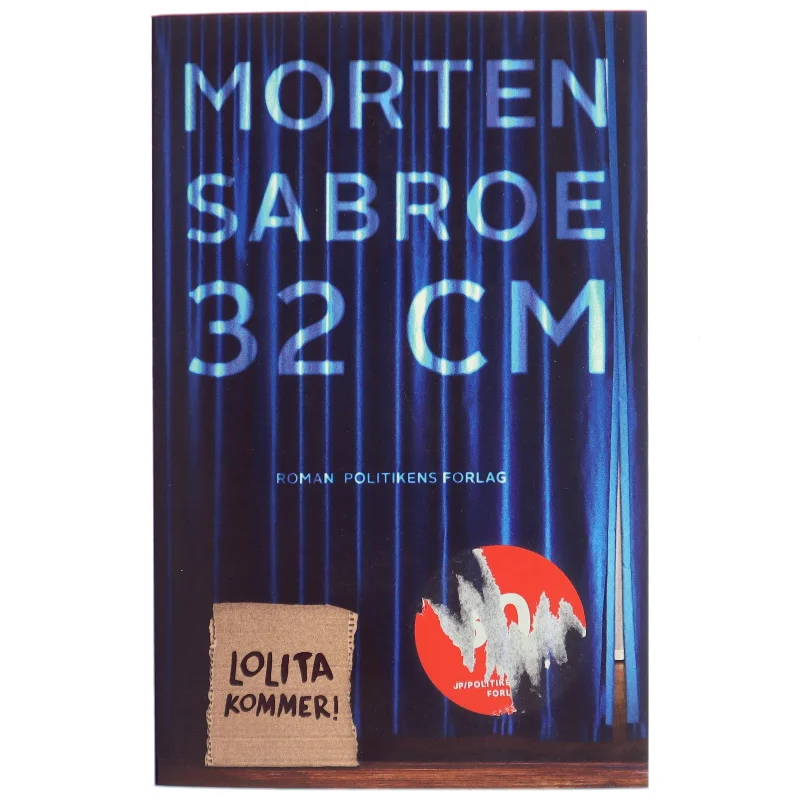 MORTEN
SABROE
32 CM
ROMAN POLITIKENS FORLAG
LOLITA
KOMMER!